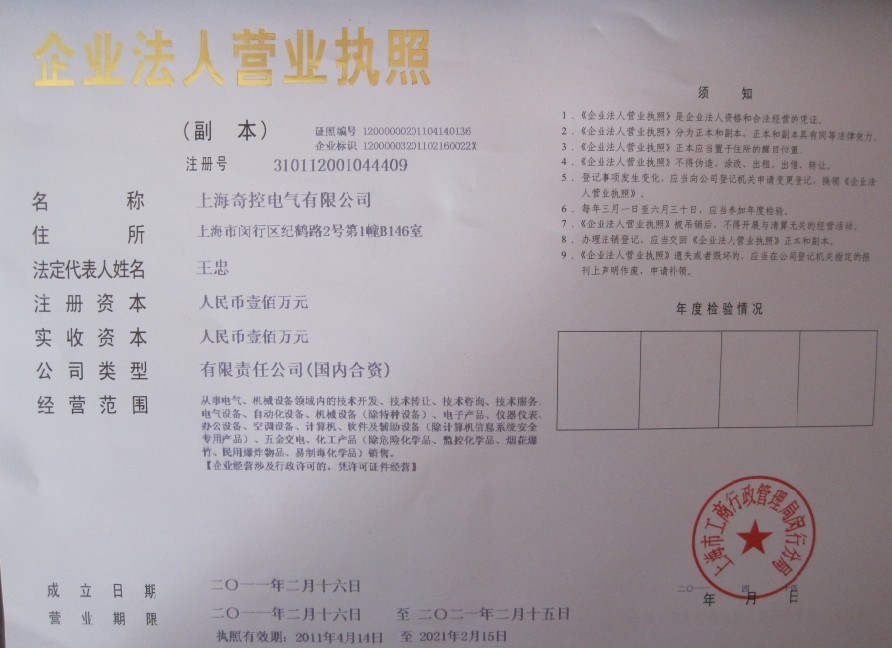 企业法人营业执照
（副 本）
证照编号 12000000201104140136
企业标识 12000003201102160022X
注册号 310112001044409
名 称 上海奇控电气有限公司
住 所 上海市闵行区纪鹤路2号第1幢B146室
法定代表人姓名 王忠
注 册 资 本 人民币壹佰万元
实 收 资 本 人民币壹佰万元
公 司 类 型 有限责任公司(国内合资)
经 营 范 围 从事电气、机械设备领域内的技术开发、技术转让、技术咨询、技术服务，
电气设备、自动化设备、机械设备（除特种设备）、电子产品、仪器仪表、
办公设备、空调设备、计算机、软件及辅助设备（除计算机信息系统安全
专用产品）、五金交电、化工产品（除危险化学品、监控化学品、烟花爆
竹、民用爆炸物品、易制毒化学品）销售。
【企业经营涉及行政许可的，凭许可证件经营】
成 立 日 期 二〇一一年二月十六日
营 业 期 限 二〇一一年二月十六日 至 二〇二一年二月十五日
执照有效期: 2011年4月14日 至 2021年2月15日
须 知
1．《企业法人营业执照》是企业法人资格和合法经营的凭证。
2．《企业法人营业执照》分为正本和副本，正本和副本具有同等法律效力。
3．《企业法人营业执照》正本应当置于住所的醒目位置。
4．《企业法人营业执照》不得伪造、涂改、出租、出借、转让。
5．登记事项发生变化，应当向公司登记机关申请变更登记，换领《企业法
人营业执照》。
6．每年三月一日至六月三十日，应当参加年度检验。
7．《企业法人营业执照》被吊销后，不得开展与清算无关的经营活动。
8．办理注销登记，应当交回《企业法人营业执照》正本和副本。
9．《企业法人营业执照》遗失或者毁坏的，应当在公司登记机关指定的报
刊上声明作废，申请补领。
年度检验情况
上海市工商行政管理局闵行分局
二〇一一 年 四 月 日